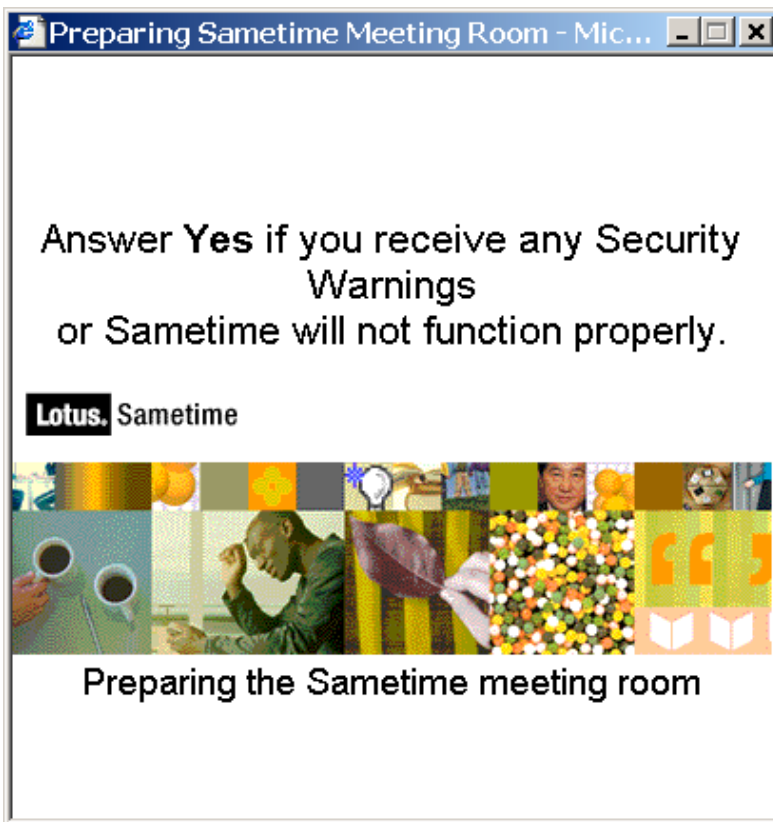 Preparing Sametime Meeting Room - Mic...
Answer Yes if you receive any Security
Warnings
or Sametime will not function properly.
Lotus. Sametime
Preparing the Sametime meeting room